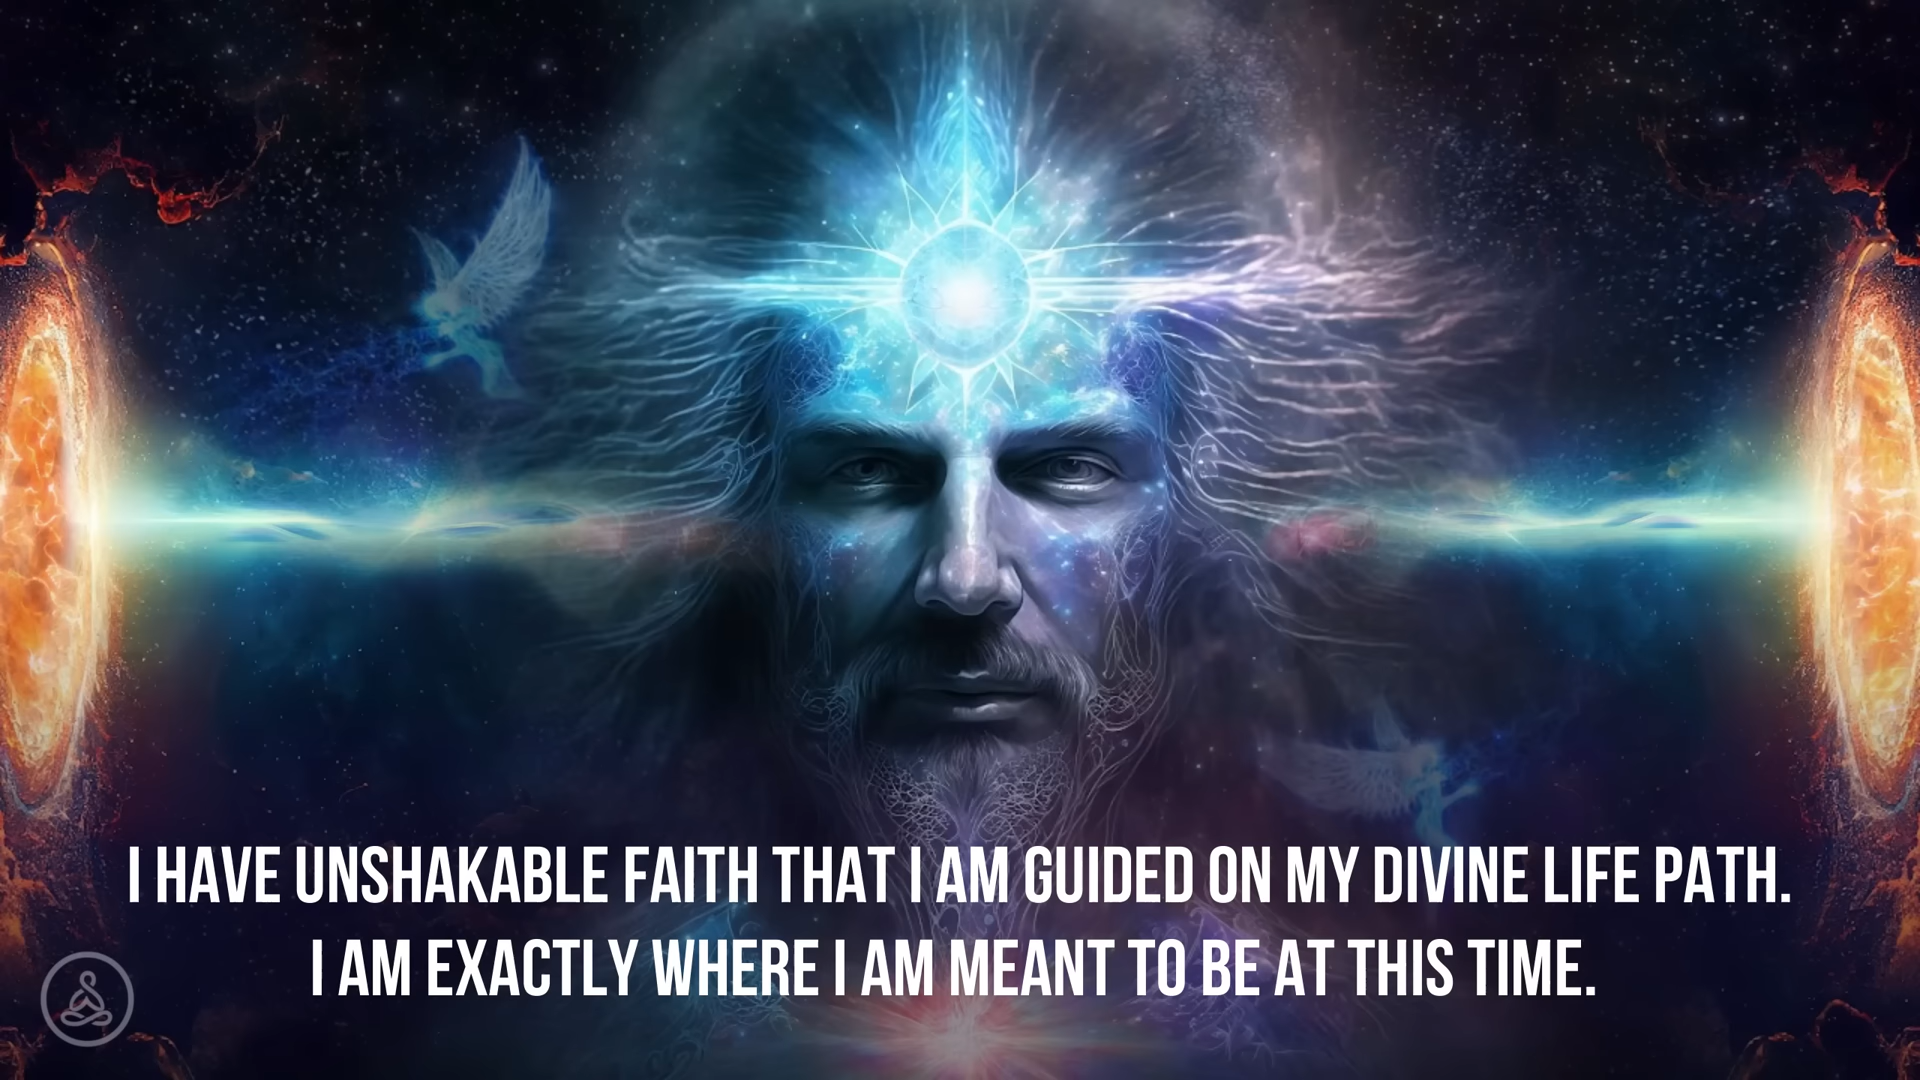 I HAVE UNSHAKABLE FAITH THAT I AM GUIDED ON MY DIVINE LIFE PATH.
I AM EXACTLY WHERE I AM MEANT TO BE AT THIS TIME.